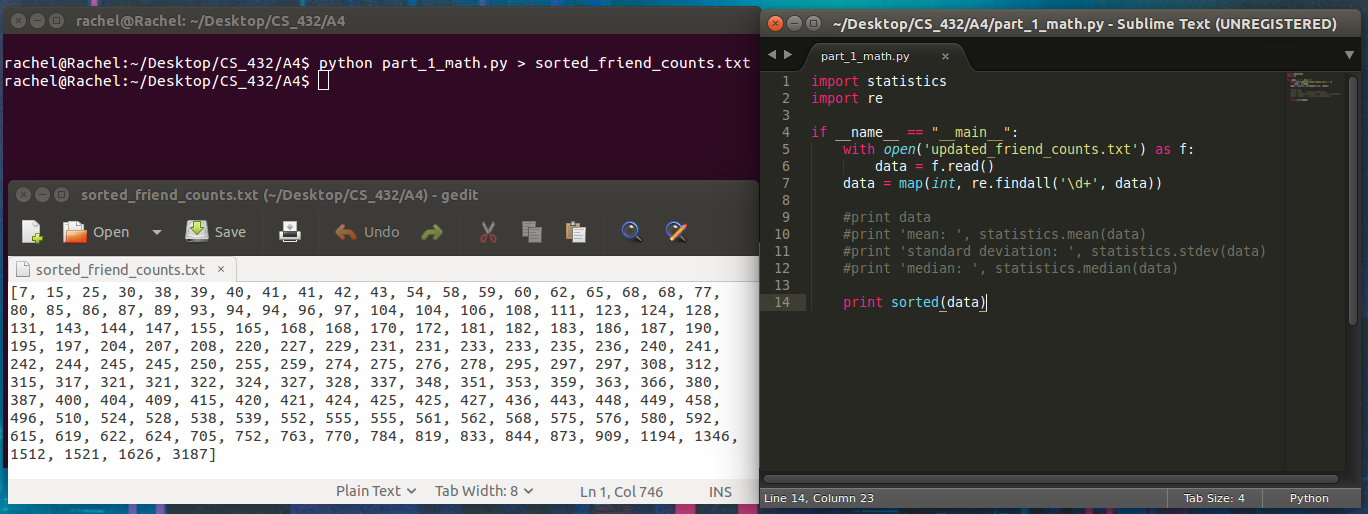 rachel@Rachel: ~/Desktop/CS_432/A4
rachel@Rachel:~/Desktop/CS_432/A4$ python part_1_math.py > sorted_friend_counts.txt
rachel@Rachel:~/Desktop/CS_432/A4$
sorted_friend_counts.txt (~/Desktop/CS_432/A4) - gedit
Open Save Undo
sorted_friend_counts.txt ×
[7, 15, 25, 30, 38, 39, 40, 41, 41, 42, 43, 54, 58, 59, 60, 62, 65, 68, 68, 77,
80, 85, 86, 87, 89, 93, 94, 94, 96, 97, 104, 104, 106, 108, 111, 123, 124, 128,
131, 143, 144, 147, 155, 165, 168, 168, 170, 172, 181, 182, 183, 186, 187, 190,
195, 197, 204, 207, 208, 220, 227, 229, 231, 231, 233, 233, 235, 236, 240, 241,
242, 244, 245, 245, 250, 255, 259, 274, 275, 276, 278, 295, 297, 297, 308, 312,
315, 317, 321, 321, 322, 324, 327, 328, 337, 348, 351, 353, 359, 363, 366, 380,
387, 400, 404, 409, 415, 420, 421, 424, 425, 425, 427, 436, 443, 448, 449, 458,
496, 510, 524, 528, 538, 539, 552, 555, 555, 561, 562, 568, 575, 576, 580, 592,
615, 619, 622, 624, 705, 752, 763, 770, 784, 819, 833, 844, 873, 909, 1194, 1346,
1512, 1521, 1626, 3187]
Plain Text Tab Width: 8 Ln 1, Col 746 INS
~/Desktop/CS_432/A4/part_1_math.py - Sublime Text (UNREGISTERED)
part_1_math.py ×
1 import statistics
2 import re
3
4 if __name__ == "__main__":
5 with open('updated_friend_counts.txt') as f:
6 data = f.read()
7 data = map(int, re.findall('\d+', data))
8
9 #print data
10 #print 'mean: ', statistics.mean(data)
11 #print 'standard deviation: ', statistics.stdev(data)
12 #print 'median: ', statistics.median(data)
13
14 print sorted(data)
Line 14, Column 23 Tab Size: 4 Python